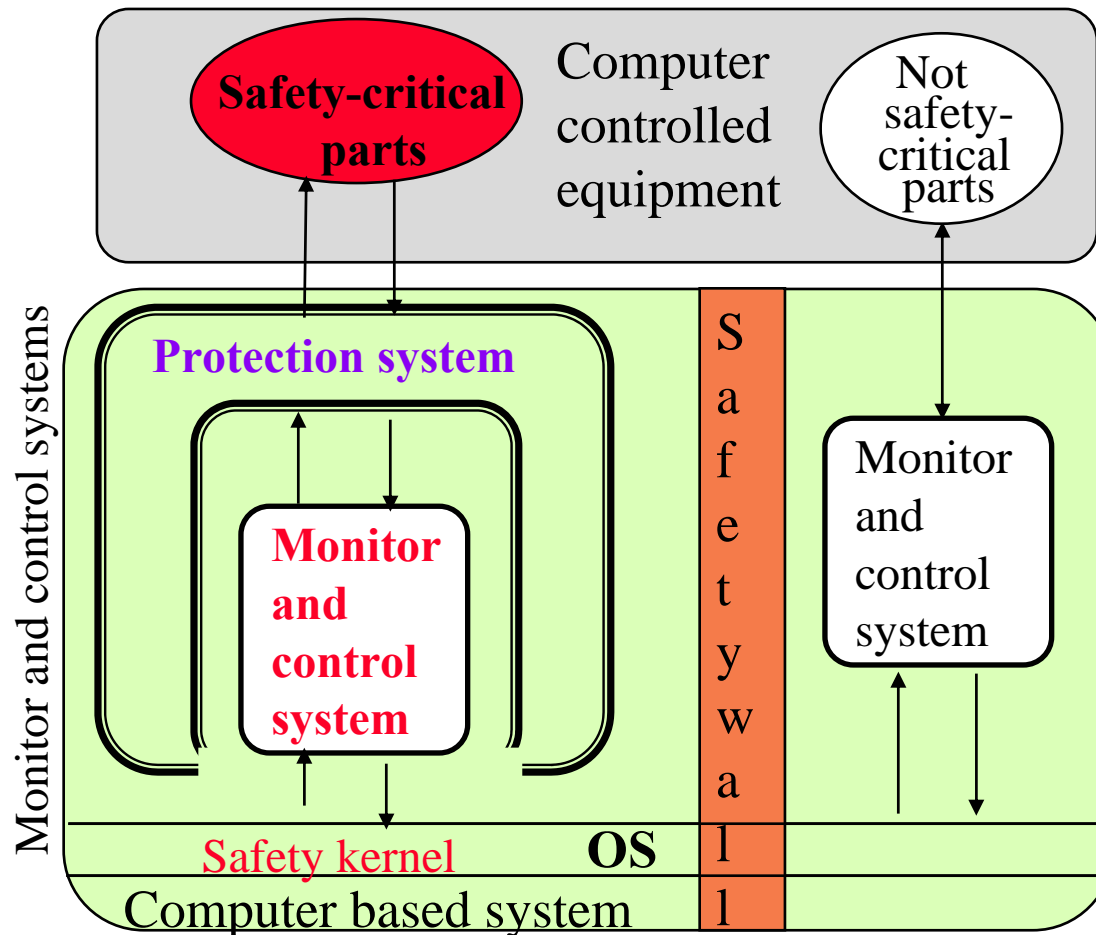 Safety-critical
parts
Computer
controlled
equipment
Not
safety-
critical
parts
Monitor and control systems
Protection system
Monitor
and
control
system
S
a
f
e
t
y
w
a
l
l
Monitor
and
control
system
Safety kernel
OS
Computer based system